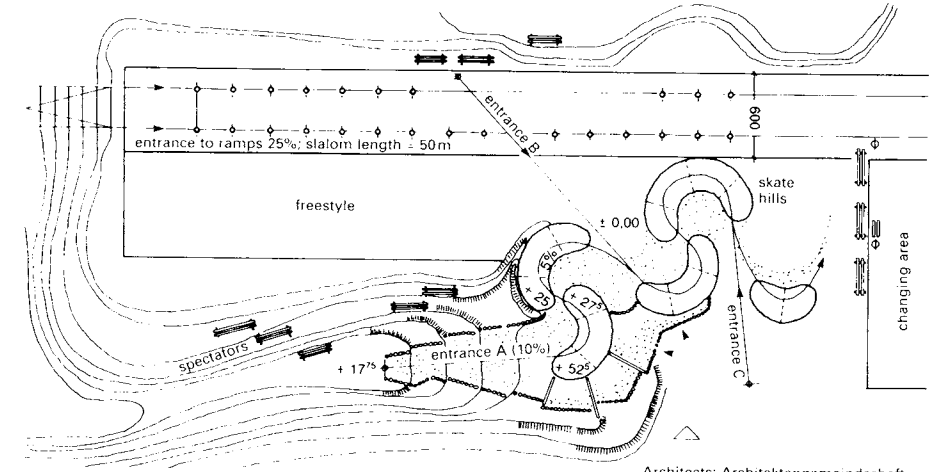 entrance B
600
entrance to ramps 25%; slalom length = 50m
freestyle
skate
hills
± 0,00
5%
+ 25
+ 27⁵
+ 52⁵
entrance A (10%)
+ 17⁷⁵
spectators
entrance C
changing area
Architects: Architektengemeinschaft